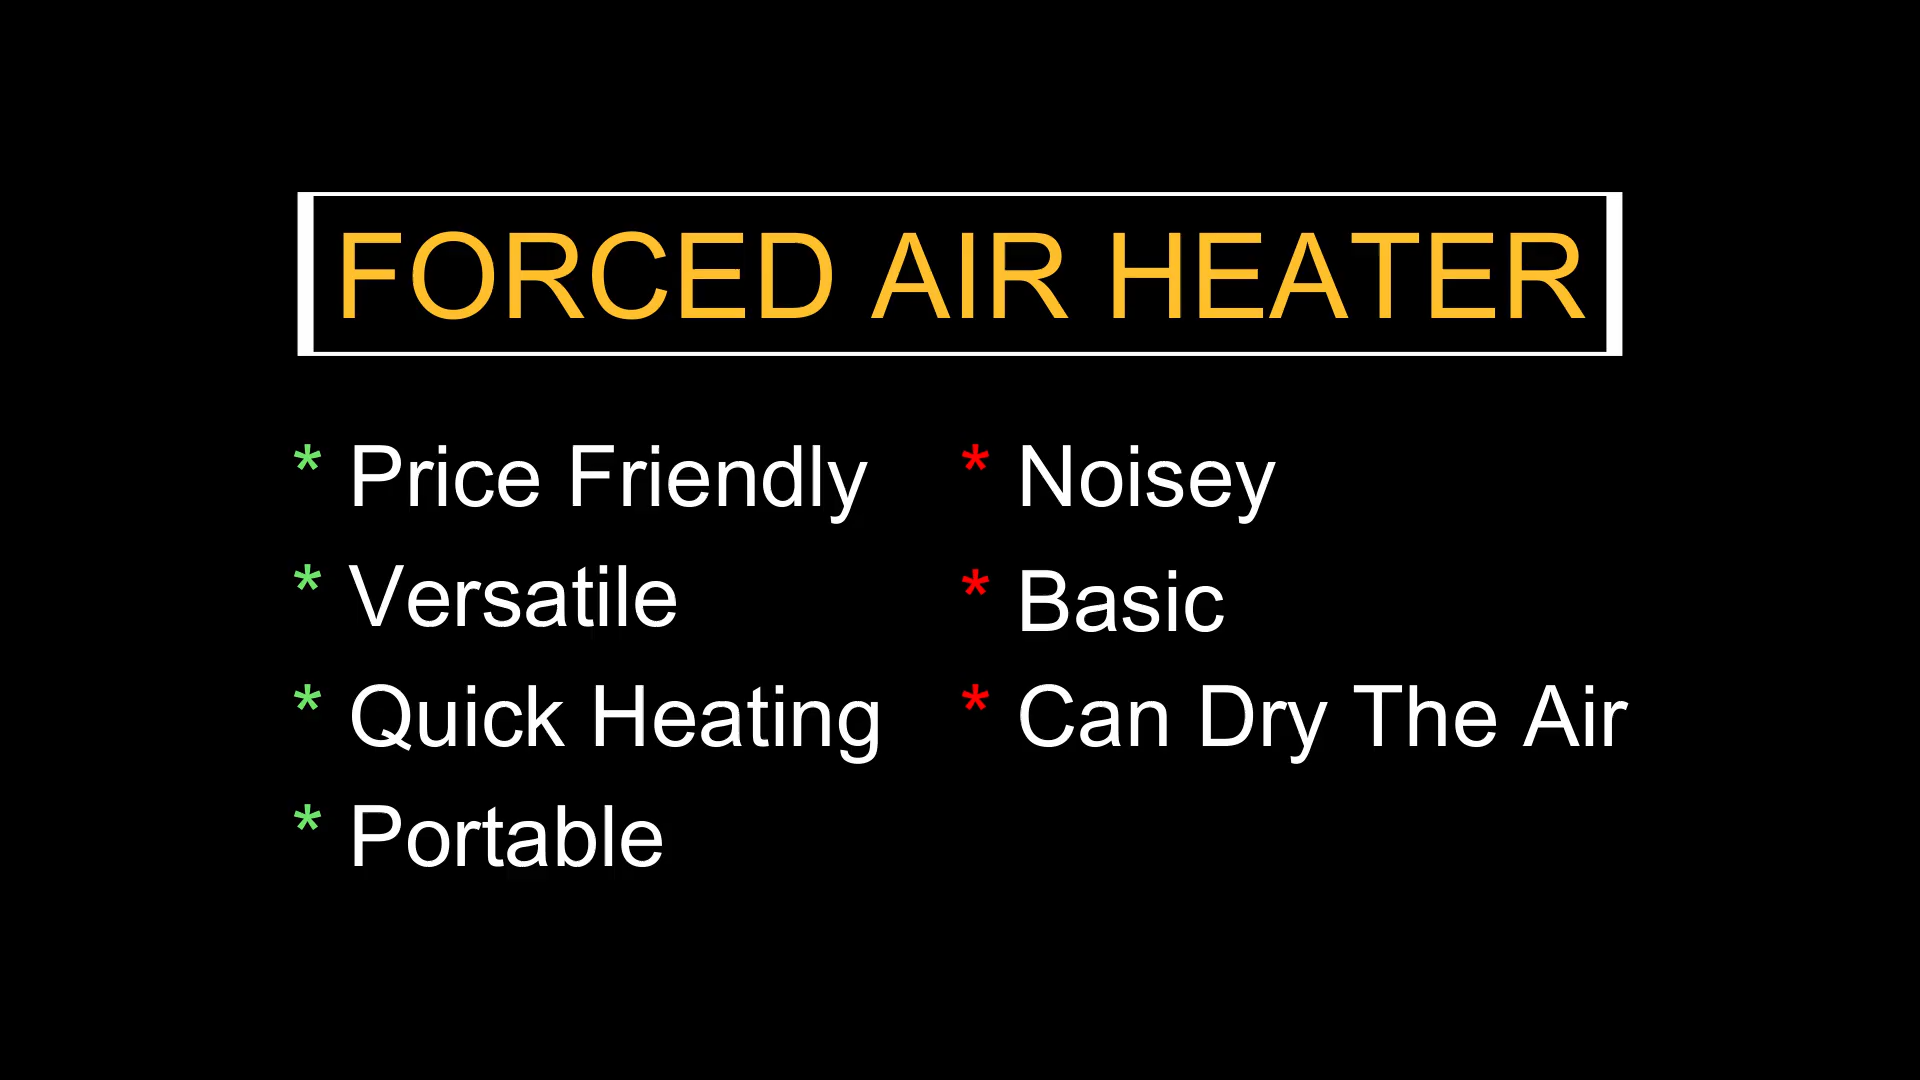 FORCED AIR HEATER
* Price Friendly
* Versatile
* Quick Heating
* Portable
* Noisey
* Basic
* Can Dry The Air